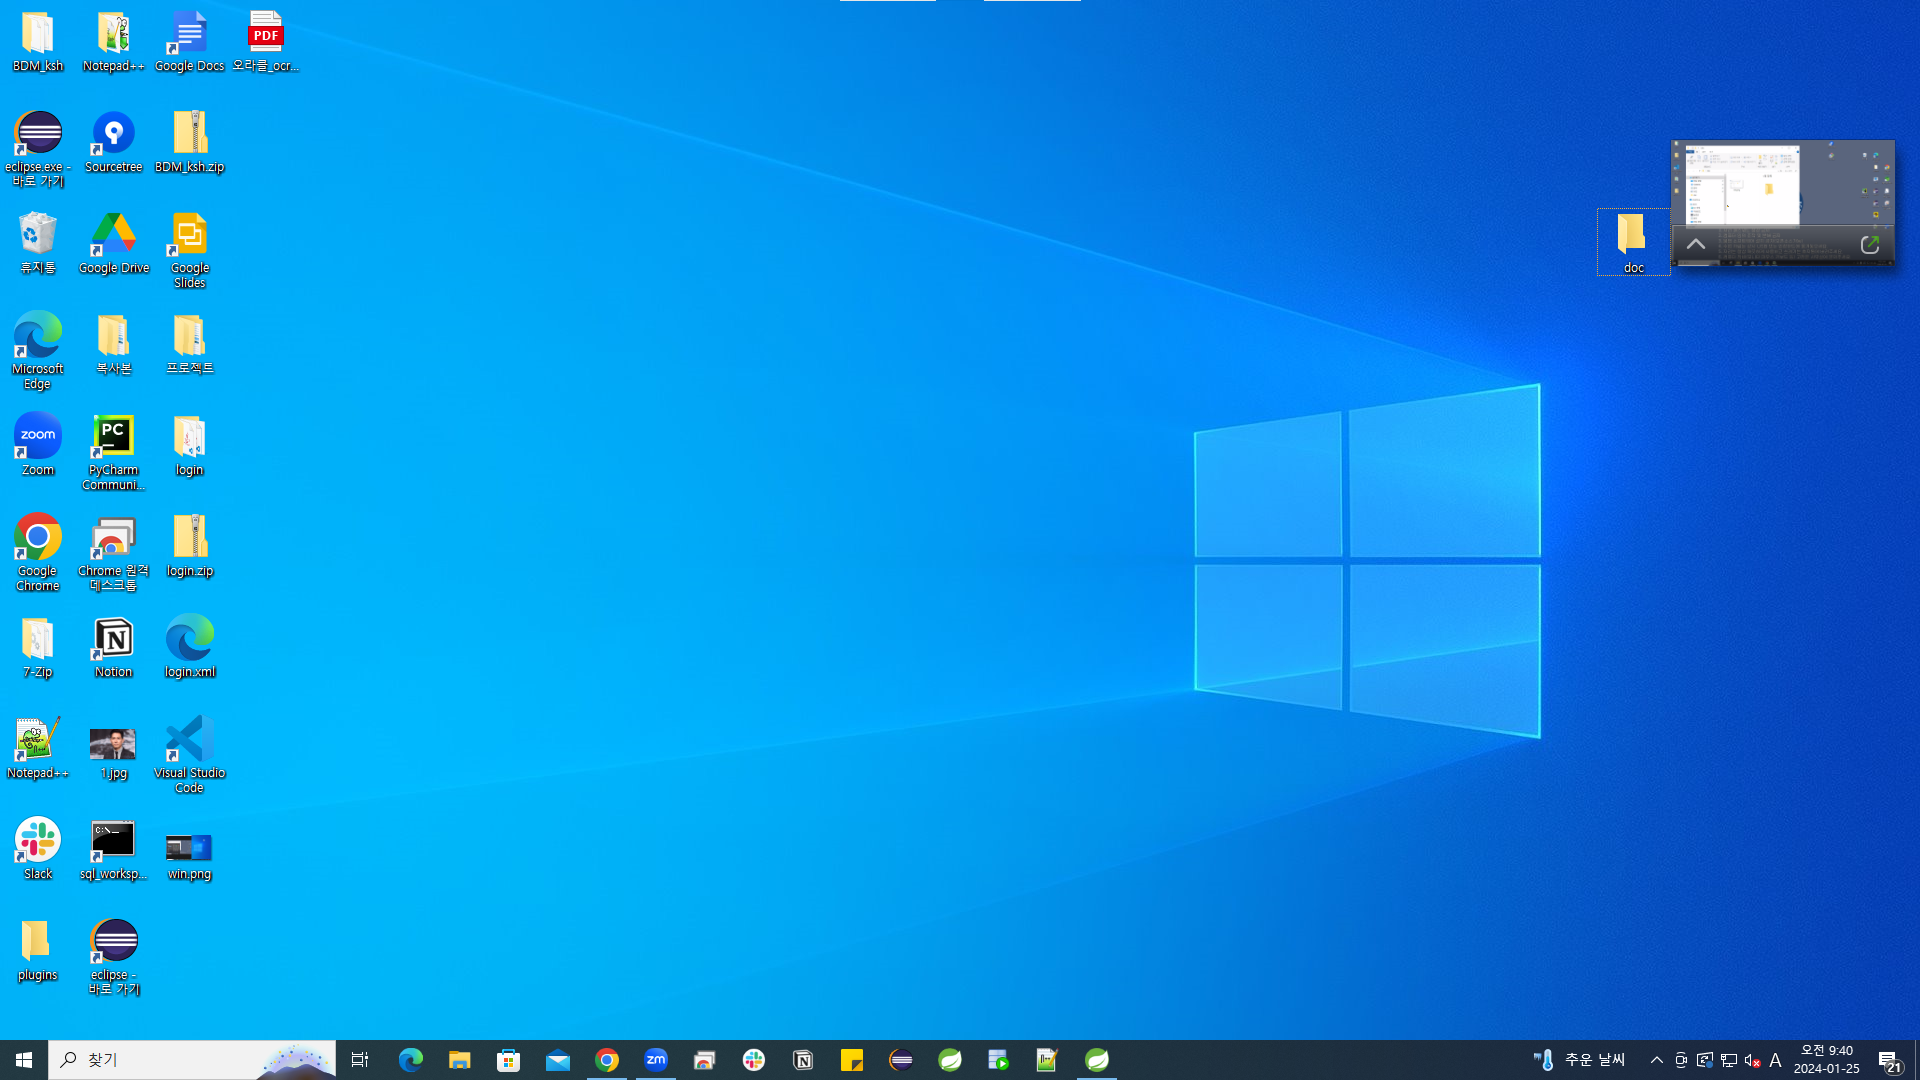 BDM_ksh
Notepad++
Google Docs
PDF
오라클_ocr...
eclipse.exe -
바로 가기
Sourcetree
BDM_ksh.zip
휴지통
Google Drive
Google
Slides
doc
Microsoft
Edge
복사본
프로젝트
zoom
Zoom
PC
PyCharm
Communi...
login
Google
Chrome
Chrome 원격
데스크톱
login.zip
7-Zip
Notion
login.xml
Notepad++
1.jpg
Visual Studio
Code
Slack
C:\_
sql_worksp...
win.png
plugins
eclipse -
바로 가기
찾기
zm
추운 날씨
A
오전 9:40
2024-01-25
21